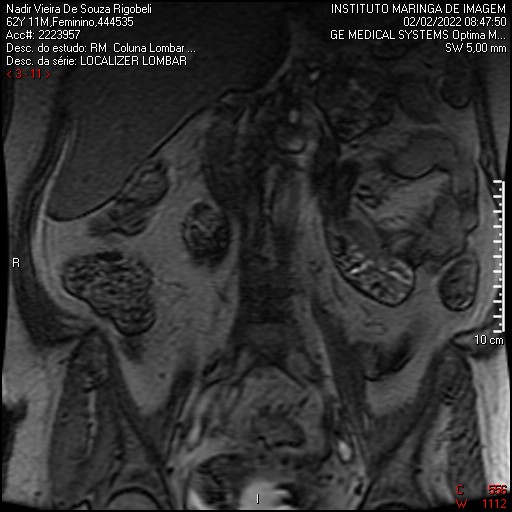 Nadir Vieira De Souza Rigobeli
62Y 11M,Feminino,444535
Acc#: 2223957
Desc. do estudo: RM Coluna Lombar ...
Desc. da série: LOCALIZER LOMBAR
< 3 - 11 >
INSTITUTO MARINGA DE IMAGEM
02/02/2022 08:47:50
GE MEDICAL SYSTEMS Optima M...
SW 5,00 mm
R
10 cm
I
C 556
W 1112